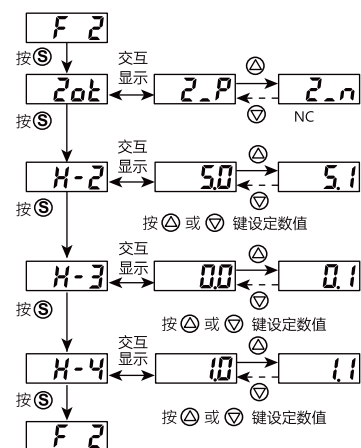 F 2
按Ⓢ
交互
显示
2ot
2_P
2_n
NC
按Ⓢ
交互
显示
H-2
5.0
5.1
按Ⓢ
按△或▽ 键设定数值
交互
显示
H-3
0.0
0.1
按Ⓢ
按△或▽ 键设定数值
交互
显示
H-4
1.0
1.1
按Ⓢ
按△或▽ 键设定数值
F 2